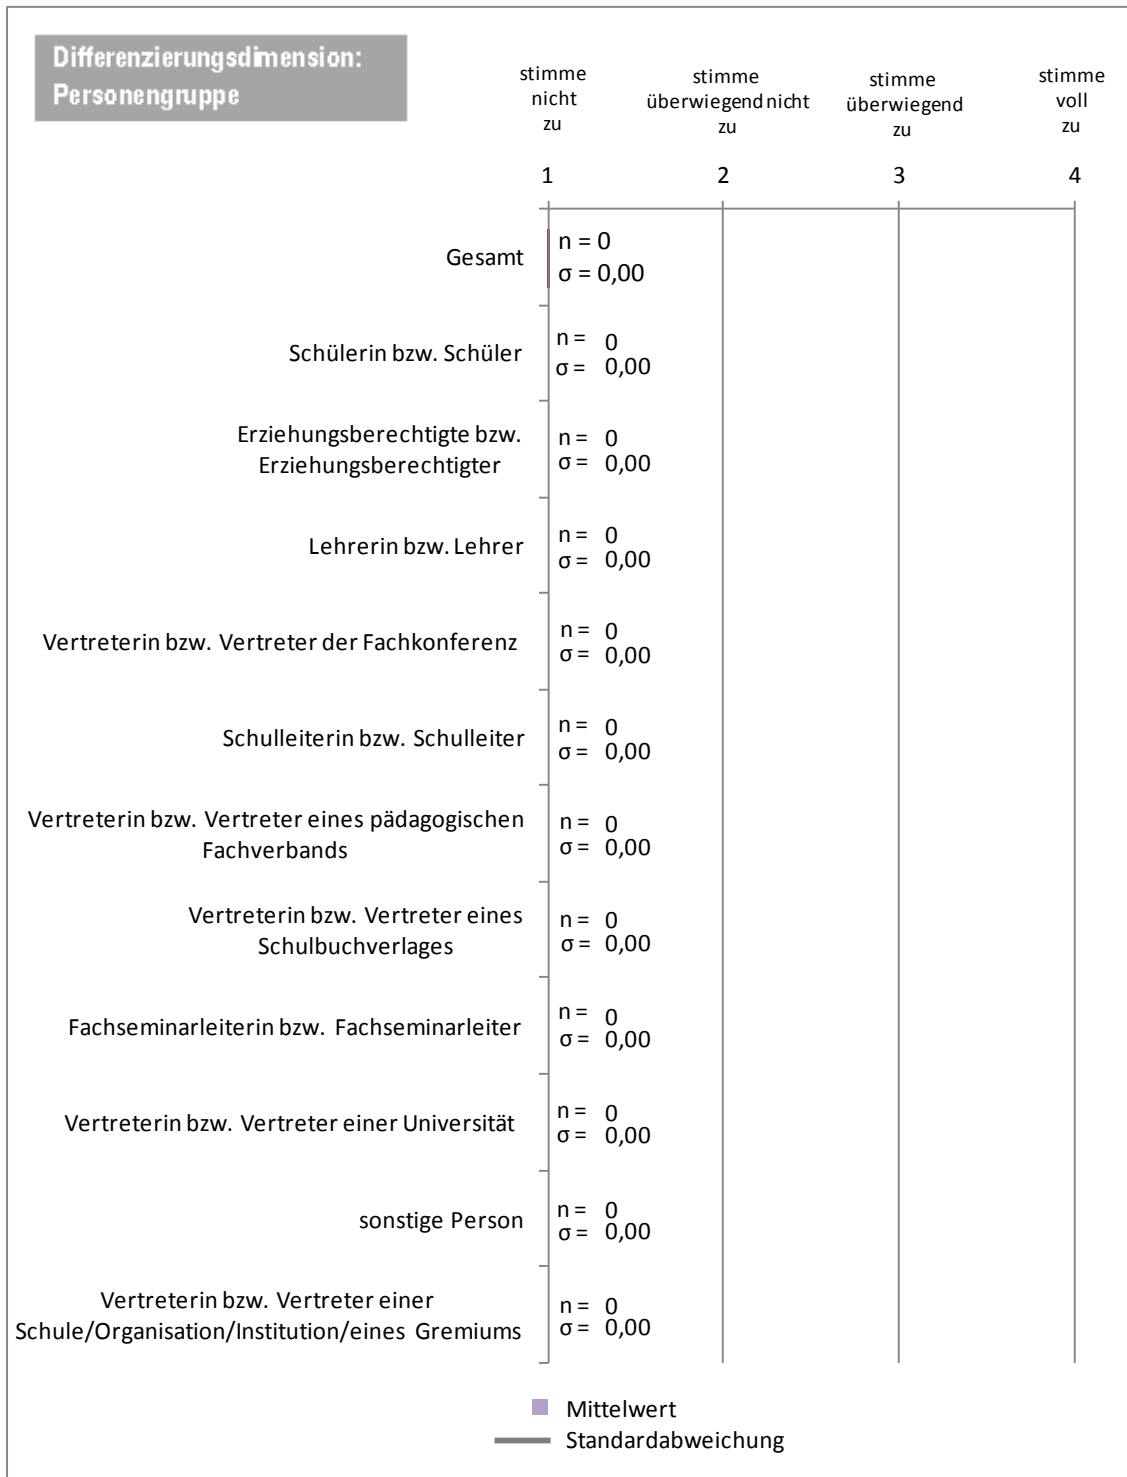 Differenzierungsdimension:
Personengruppe
stimme
nicht
zu
stimme
überwiegend nicht
zu
stimme
überwiegend
zu
stimme
voll
zu
1 2 3 4
Gesamt
n = 0
σ = 0,00
Schülerin bzw. Schüler
n = 0
σ = 0,00
Erziehungsberechtigte bzw.
Erziehungsberechtigter
n = 0
σ = 0,00
Lehrerin bzw. Lehrer
n = 0
σ = 0,00
Vertreterin bzw. Vertreter der Fachkonferenz
n = 0
σ = 0,00
Schulleiterin bzw. Schulleiter
n = 0
σ = 0,00
Vertreterin bzw. Vertreter eines pädagogischen
Fachverbands
n = 0
σ = 0,00
Vertreterin bzw. Vertreter eines
Schulbuchverlages
n = 0
σ = 0,00
Fachseminarleiterin bzw. Fachseminarleiter
n = 0
σ = 0,00
Vertreterin bzw. Vertreter einer Universität
n = 0
σ = 0,00
sonstige Person
n = 0
σ = 0,00
Vertreterin bzw. Vertreter einer
Schule/Organisation/Institution/eines Gremiums
n = 0
σ = 0,00
Mittelwert
Standardabweichung